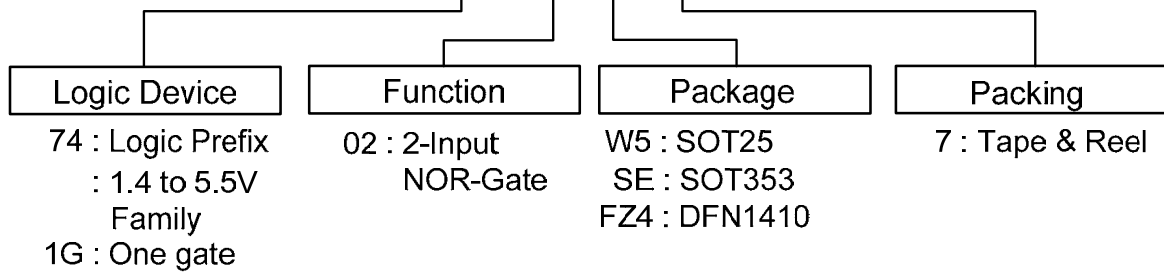 Logic Device
74 : Logic Prefix
: 1.4 to 5.5V
Family
1G : One gate
Function
02 : 2-Input
NOR-Gate
Package
W5 : SOT25
SE : SOT353
FZ4 : DFN1410
Packing
7 : Tape & Reel